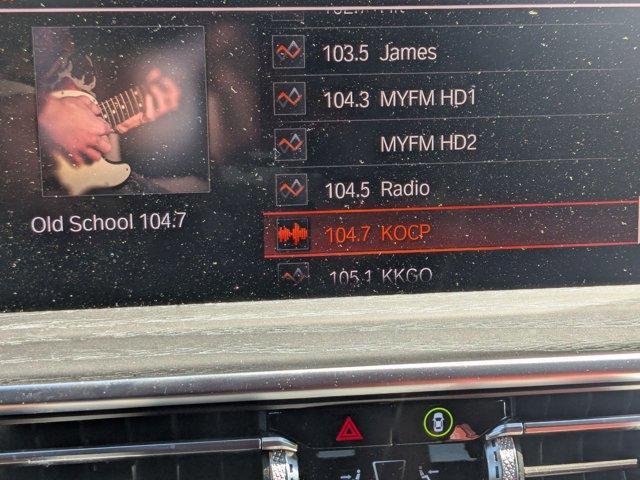 103.5 James
104.3 MYFM HD1
MYFM HD2
104.5 Radio
104.7 KOCP
105.1 KKGO
Old School 104.7